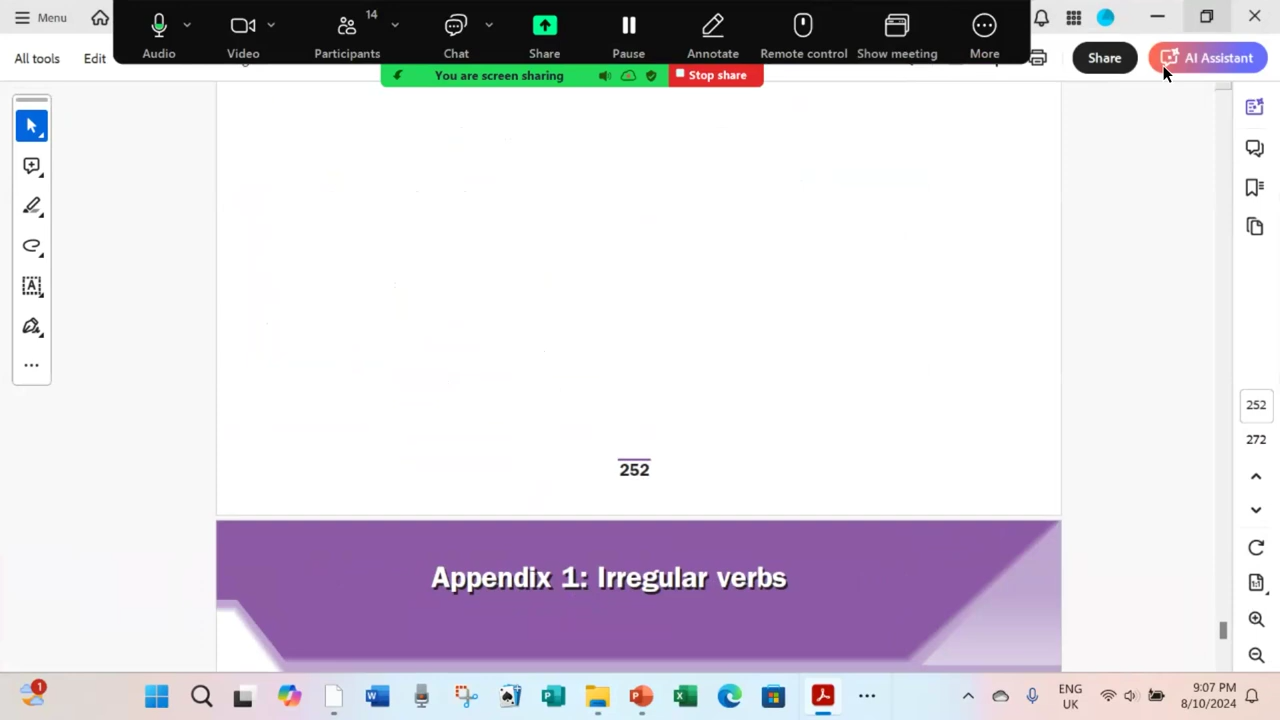 Menu
14
Audio
Video
Participants
Chat
Share
Pause
Annotate
Remote control
Show meeting
More
All tools
Edit
You are screen sharing
Stop share
Share
AI Assistant
252
252
272
Appendix 1: Irregular verbs
1
ENG
UK
9:07 PM
8/10/2024